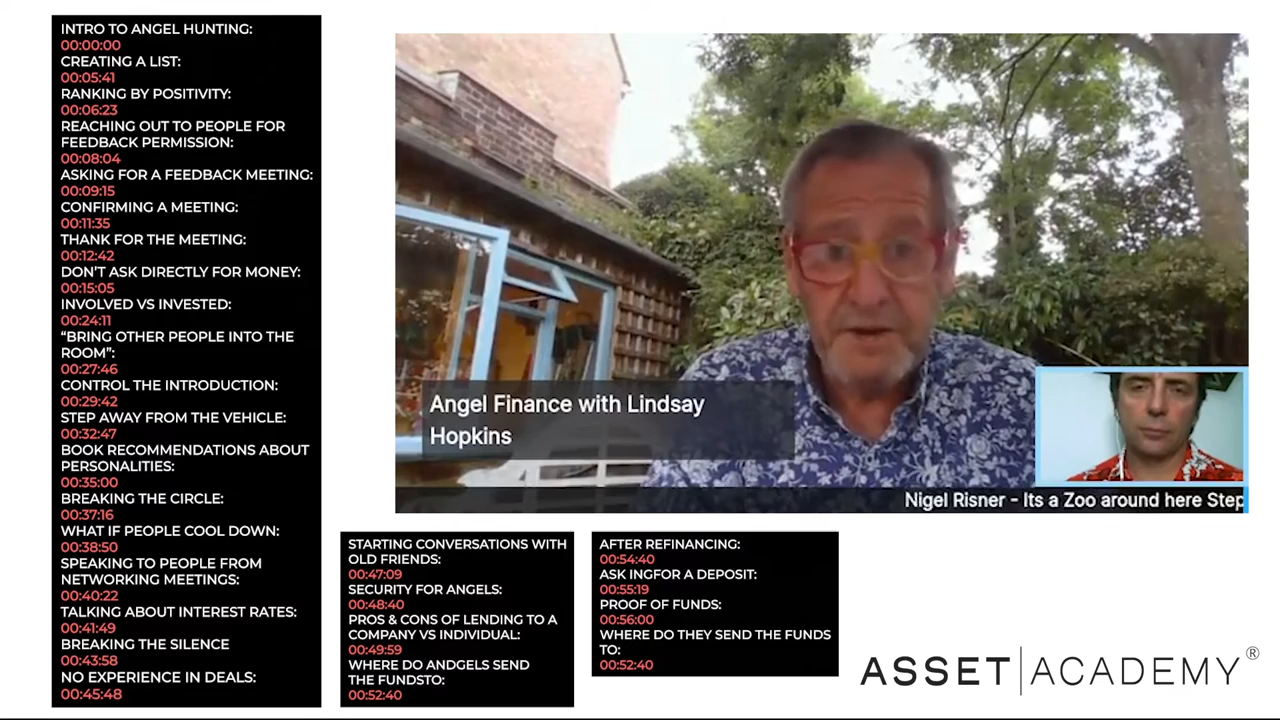 INTRO TO ANGEL HUNTING:
00:00:00
CREATING A LIST:
00:05:41
RANKING BY POSITIVITY:
00:06:23
REACHING OUT TO PEOPLE FOR
FEEDBACK PERMISSION:
00:08:04
ASKING FOR A FEEDBACK MEETING:
00:09:15
CONFIRMING A MEETING:
00:11:35
THANK FOR THE MEETING:
00:12:42
DON'T ASK DIRECTLY FOR MONEY:
00:15:05
INVOLVED VS INVESTED:
00:24:11
“BRING OTHER PEOPLE INTO THE
ROOM”:
00:27:46
CONTROL THE INTRODUCTION:
00:29:42
STEP AWAY FROM THE VEHICLE:
00:32:47
BOOK RECOMMENDATIONS ABOUT
PERSONALITIES:
00:35:00
BREAKING THE CIRCLE:
00:37:16
WHAT IF PEOPLE COOL DOWN:
00:38:50
SPEAKING TO PEOPLE FROM
NETWORKING MEETINGS:
00:40:22
TALKING ABOUT INTEREST RATES:
00:41:49
BREAKING THE SILENCE
00:43:58
NO EXPERIENCE IN DEALS:
00:45:48
Angel Finance with Lindsay
Hopkins
Nigel Risner - Its a Zoo around here Step
STARTING CONVERSATIONS WITH
OLD FRIENDS:
00:47:09
SECURITY FOR ANGELS:
00:48:40
PROS & CONS OF LENDING TO A
COMPANY VS INDIVIDUAL:
00:49:59
WHERE DO ANDGELS SEND
THE FUNDSTO:
00:52:40
AFTER REFINANCING:
00:54:40
ASK INGFOR A DEPOSIT:
00:55:19
PROOF OF FUNDS:
00:56:00
WHERE DO THEY SEND THE FUNDS
TO:
00:52:40
ASSET|ACADEMY®